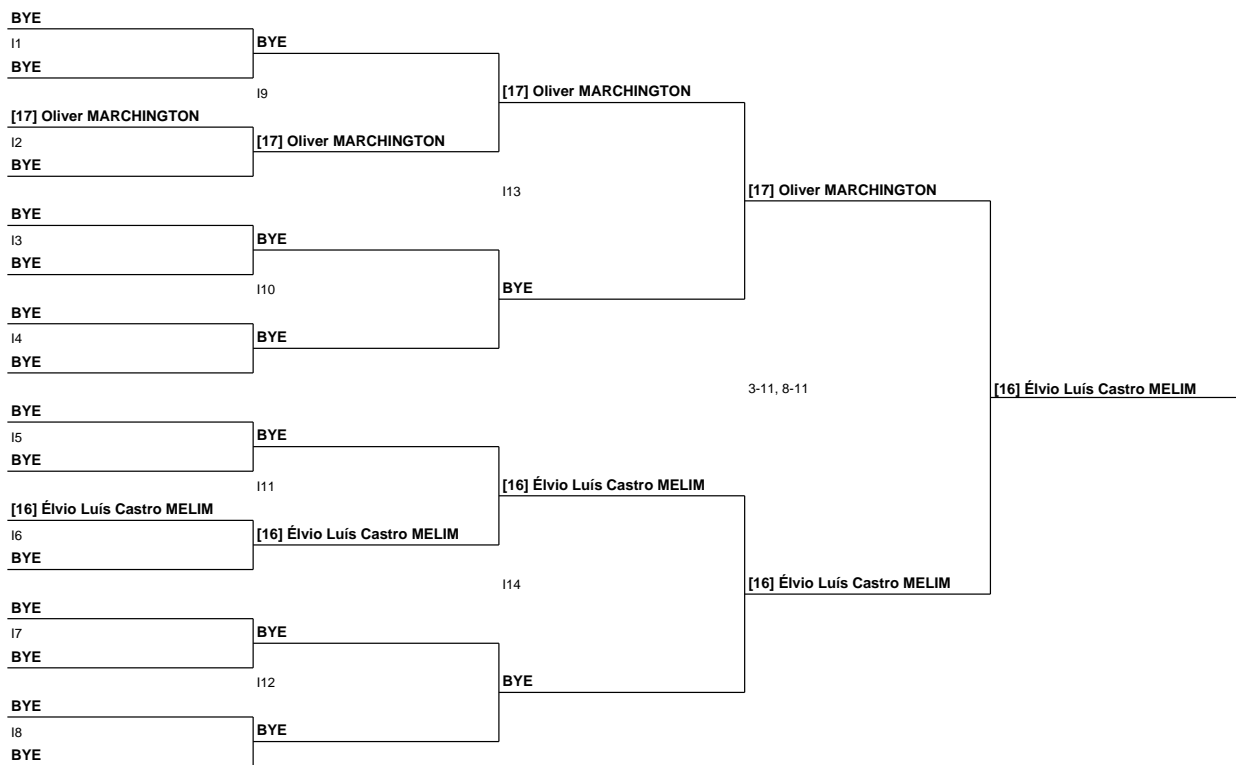 BYE
I1
BYE
BYE
I9
[17] Oliver MARCHINGTON
[17] Oliver MARCHINGTON
I2
[17] Oliver MARCHINGTON
BYE
I13
[17] Oliver MARCHINGTON
BYE
I3
BYE
BYE
I10
BYE
BYE
I4
BYE
BYE
3-11, 8-11
[16] Élvio Luís Castro MELIM
BYE
I5
BYE
BYE
I11
[16] Élvio Luís Castro MELIM
[16] Élvio Luís Castro MELIM
I6
[16] Élvio Luís Castro MELIM
BYE
I14
[16] Élvio Luís Castro MELIM
BYE
I7
BYE
BYE
I12
BYE
BYE
I8
BYE
BYE